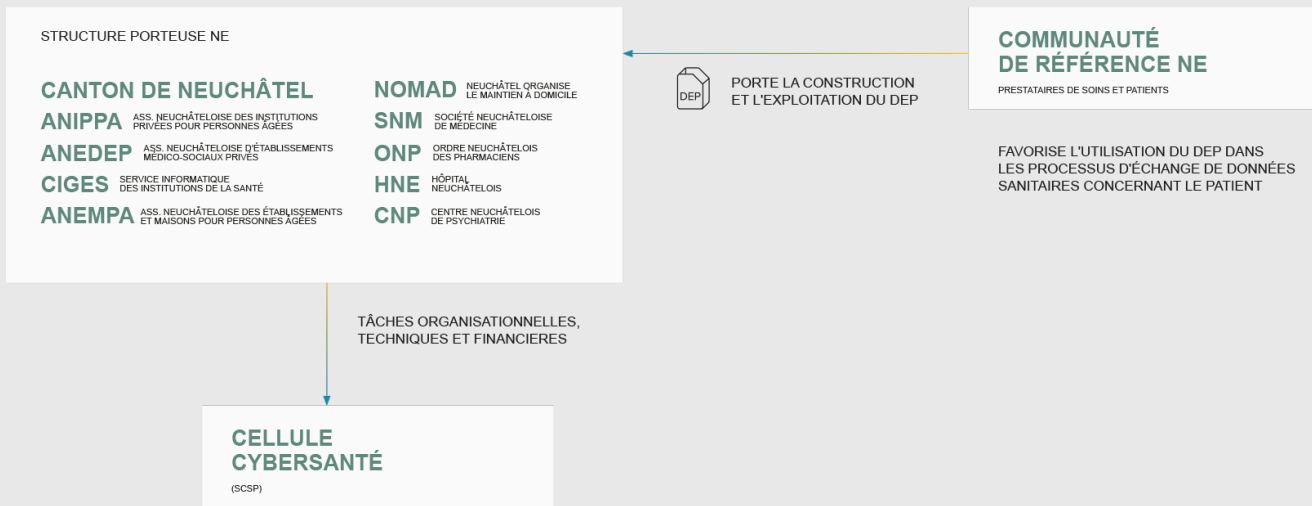 STRUCTURE PORTEUSE NE
CANTON DE NEUCHÂTEL
ANIPPA ASS. NEUCHÂTELOISE DES INSTITUTIONS
PRIVÉES POUR PERSONNES ÂGÉES
ANEDEP ASS. NEUCHÂTELOISE D'ÉTABLISSEMENTS
MÉDICO-SOCIAUX PRIVÉS
CIGES SERVICE INFORMATIQUE
DES INSTITUTIONS DE LA SANTÉ
ANEMPA ASS. NEUCHÂTELOISE DES ÉTABLISSEMENTS
ET MAISONS POUR PERSONNES ÂGÉES
NOMAD NEUCHÂTEL ORGANISE
LE MAINTIEN À DOMICILE
SNM SOCIÉTÉ NEUCHÂTELOISE
DE MÉDECINE
ONP ORDRE NEUCHÂTELOIS
DES PHARMACIENS
HNE HÔPITAL
NEUCHÂTELOIS
CNP CENTRE NEUCHÂTELOIS
DE PSYCHIATRIE
DEP
PORTE LA CONSTRUCTION
ET L'EXPLOITATION DU DEP
COMMUNAUTÉ
DE RÉFÉRENCE NE
PRESTATAIRES DE SOINS ET PATIENTS
FAVORISE L'UTILISATION DU DEP DANS
LES PROCESSUS D'ÉCHANGE DE DONNÉES
SANITAIRES CONCERNANT LE PATIENT
TÂCHES ORGANISATIONNELLES,
TECHNIQUES ET FINANCIERES
CELLULE
CYBERSANTÉ
(SCSP)